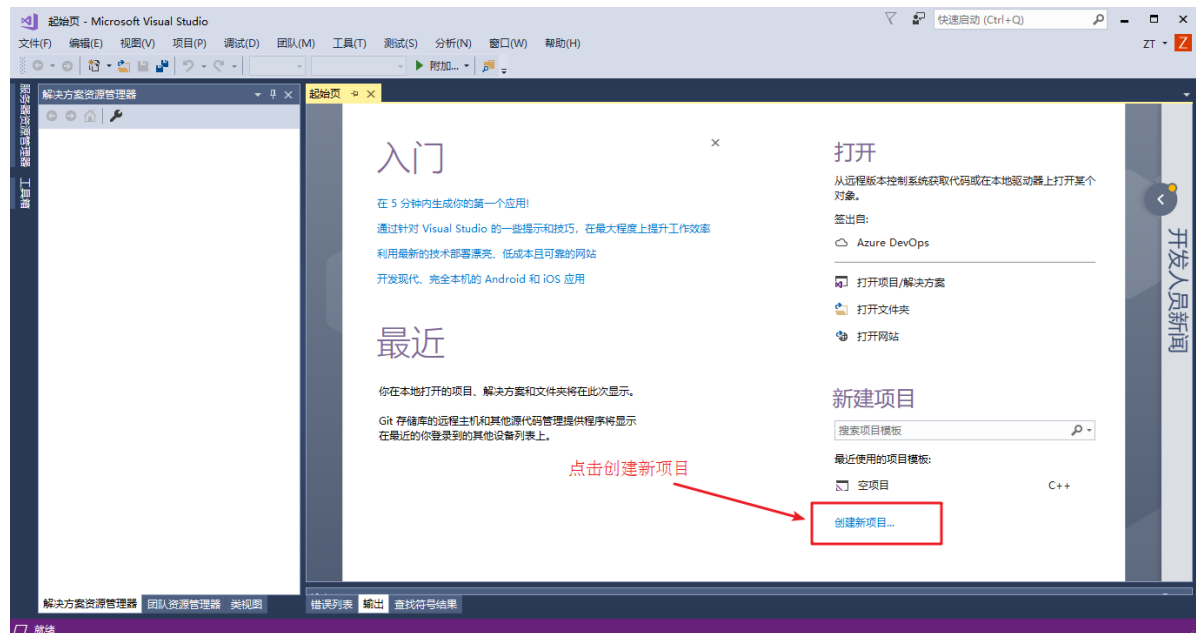 起始页 - Microsoft Visual Studio
快速启动 (Ctrl+Q)
文件(F) 编辑(E) 视图(V) 项目(P) 调试(D) 团队(M) 工具(T) 测试(S) 分析(N) 窗口(W) 帮助(H)
ZT
Z
附加...
服务器资源管理器
工具箱
解决方案资源管理器
起始页
入门
在 5 分钟内生成你的第一个应用!
通过针对 Visual Studio 的一些提示和技巧，在最大程度上提升工作效率
利用最新的技术部署漂亮、低成本且可靠的网站
开发现代、完全本机的 Android 和 iOS 应用
最近
你在本地打开的项目、解决方案和文件夹将在此次显示。
Git 存储库的远程主机和其他源代码管理提供程序将显示
在最近的你登录到的其他设备列表上。
点击创建新项目
打开
从远程版本控制系统获取代码或在本地驱动器上打开某个
对象。
签出自:
Azure DevOps
打开项目/解决方案
打开文件夹
打开网站
新建项目
搜索项目模板
最近使用的项目模板:
空项目 C++
创建新项目...
开发人员新闻
解决方案资源管理器 团队资源管理器 类视图
错误列表 输出 查找符号结果
就绪